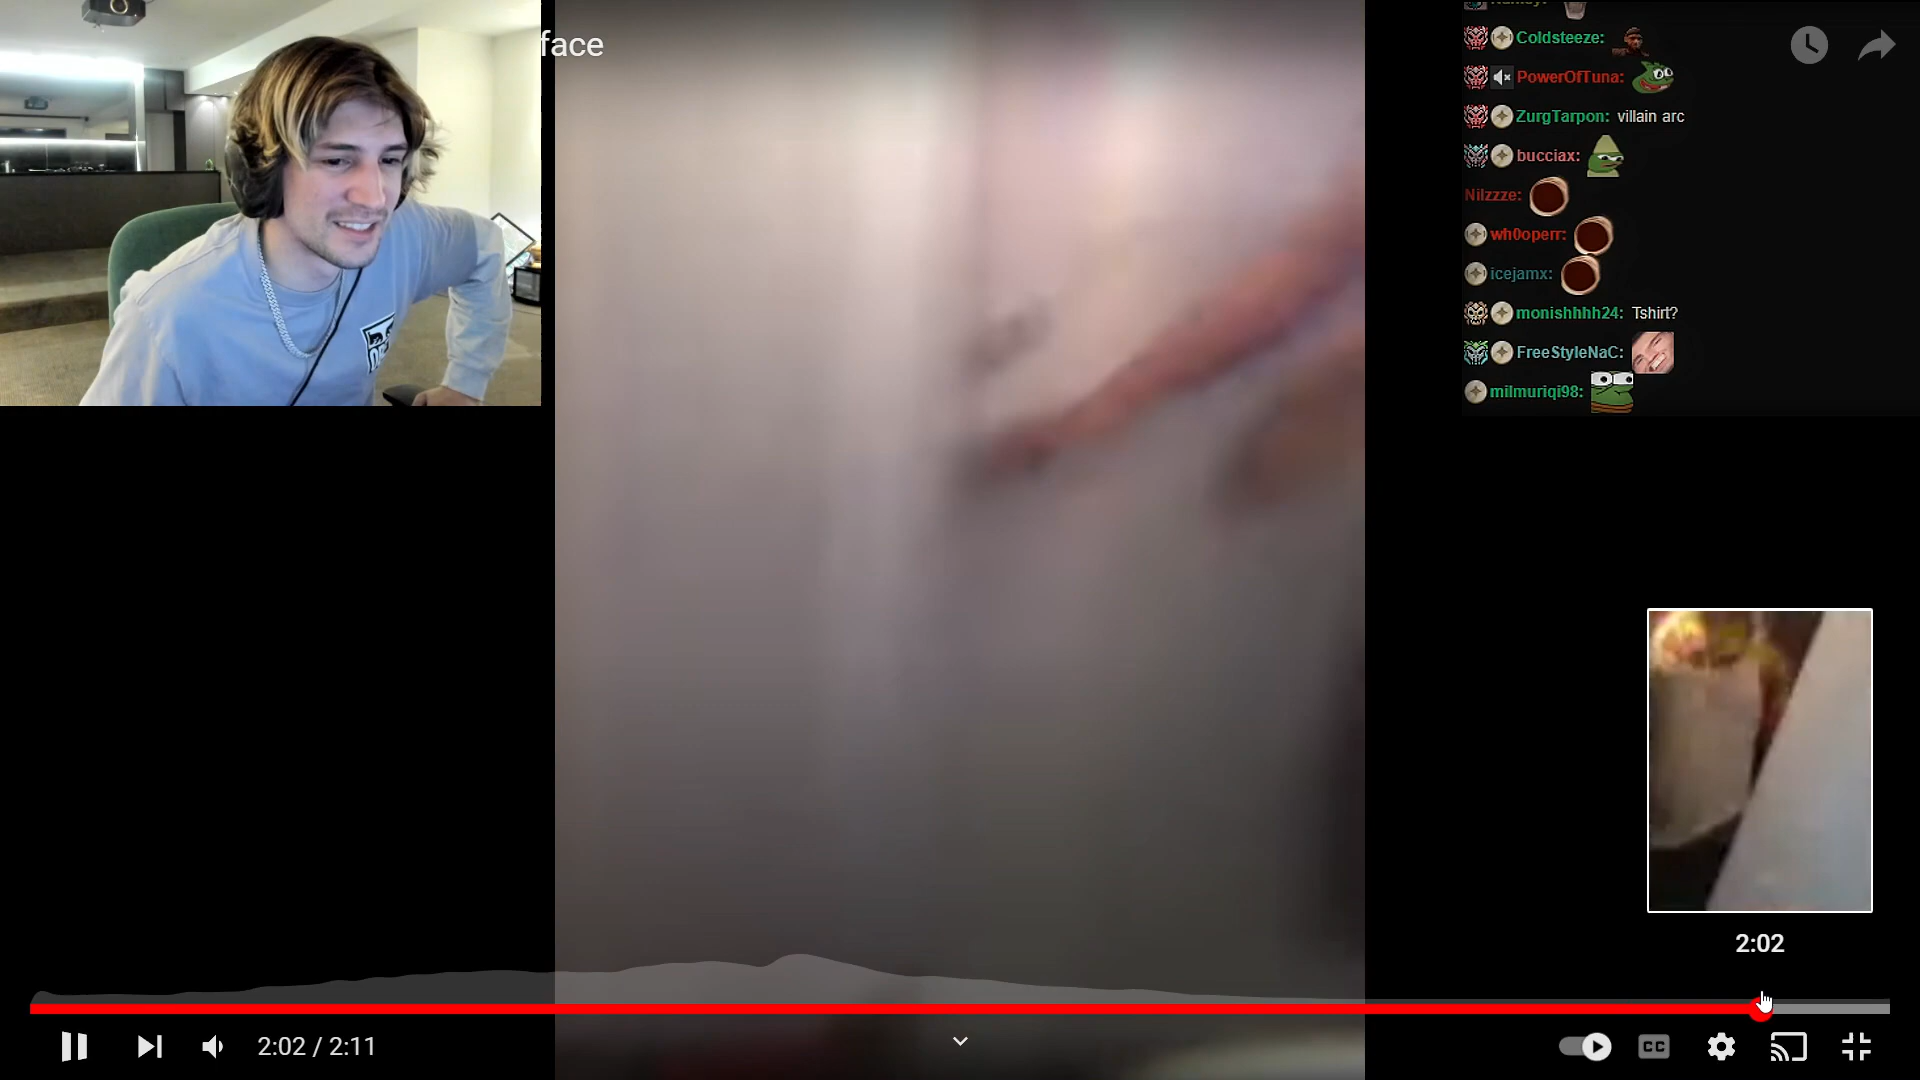 face
Coldsteeze:
PowerOfTuna:
ZurgTarpon: villain arc
bucciax:
Nilzzze:
wh0operr:
icejamx:
monishhhh24: Tshirt?
FreeStyleNaC:
milmuriqi98:
2:02
2:02 / 2:11
CC